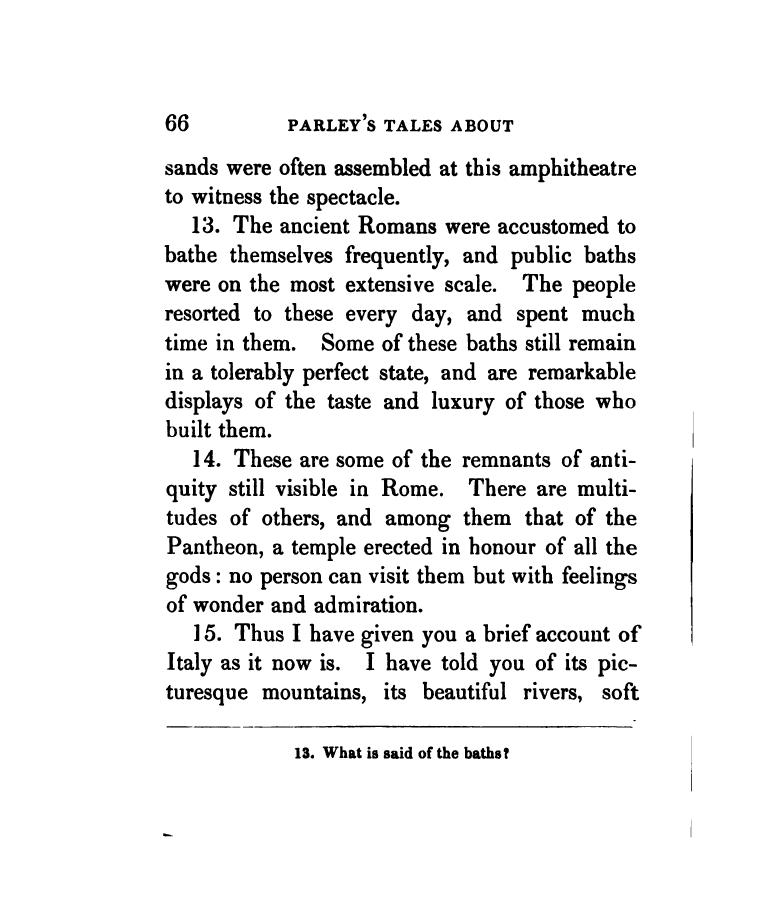 66 PARLEY'S TALES ABOUT
sands were often assembled at this amphitheatre
to witness the spectacle.
13. The ancient Romans were accustomed to
bathe themselves frequently, and public baths
were on the most extensive scale. The people
resorted to these every day, and spent much
time in them. Some of these baths still remain
in a tolerably perfect state, and are remarkable
displays of the taste and luxury of those who
built them.
14. These are some of the remnants of anti-
quity still visible in Rome. There are multi-
tudes of others, and among them that of the
Pantheon, a temple erected in honour of all the
gods : no person can visit them but with feelings
of wonder and admiration.
15. Thus I have given you a brief account of
Italy as it now is. I have told you of its pic-
turesque mountains, its beautiful rivers, soft
13. What is said of the baths?